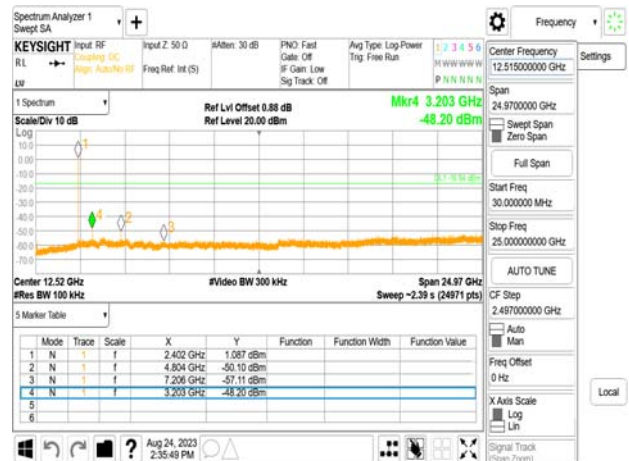 Spectrum Analyzer 1
Swept SA
+
Frequency
KEYSIGHT
Input: RF
Input Z: 50 Ω
#Atten: 30 dB
PNO: Fast
Avg Type: Log-Power
1 2 3 4 5 6
RL
Coupling: DC
Gate: Off
Trig: Free Run
M W W W W W
Align: Auto/No RF
Freq Ref: Int (S)
IF Gain: Low
P N N N N N
Sig Track: Off
Center Frequency
12.515000000 GHz
Settings
1 Spectrum
Ref Lvl Offset 0.88 dB
Mkr4 3.203 GHz
Scale/Div 10 dB
Ref Level 20.00 dBm
-48.20 dBm
Span
24.9700000 GHz
Swept Span
Zero Span
Full Span
Start Freq
30.000000 MHz
Stop Freq
25.000000000 GHz
AUTO TUNE
CF Step
2.497000000 GHz
Auto
Man
Freq Offset
0 Hz
X Axis Scale
Log
Lin
Local
Signal Track
(Span Zoom)
Log
10.0
0.00
-10.0
-20.0
-30.0
-40.0
-50.0
-60.0
-70.0
1
4
2
3
Center 12.52 GHz
#Video BW 300 kHz
Span 24.97 GHz
#Res BW 100 kHz
Sweep ~2.39 s (24971 pts)
5 Marker Table
Mode Trace Scale X Y Function Function Width Function Value
1 N 1 f 2.402 GHz 1.087 dBm
2 N 1 f 4.804 GHz -50.10 dBm
3 N 1 f 7.206 GHz -57.11 dBm
4 N 1 f 3.203 GHz -48.20 dBm
5
6
?
Aug 24, 2023
2:35:49 PM